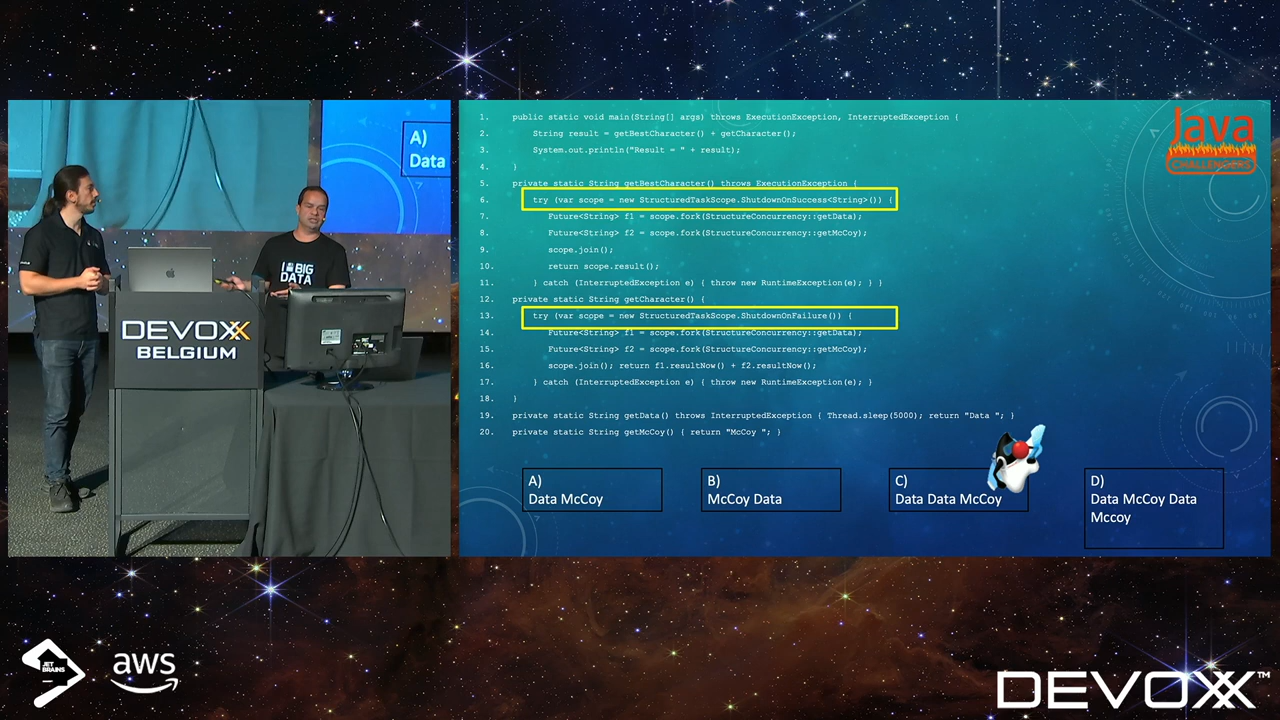 A)
Data
I BIG
DATA
DEVOXX
BELGIUM
1. public static void main(String[] args) throws ExecutionException, InterruptedException {
2. String result = getBestCharacter() + getCharacter();
3. System.out.println("Result = " + result);
4. }
5. private static String getBestCharacter() throws ExecutionException {
6. try (var scope = new StructuredTaskScope.ShutdownOnSuccess<String>()) {
7. Future<String> f1 = scope.fork(StructureConcurrency::getData);
8. Future<String> f2 = scope.fork(StructureConcurrency::getMcCoy);
9. scope.join();
10. return scope.result();
11. } catch (InterruptedException e) { throw new RuntimeException(e); } }
12. private static String getCharacter() {
13. try (var scope = new StructuredTaskScope.ShutdownOnFailure()) {
14. Future<String> f1 = scope.fork(StructureConcurrency::getData);
15. Future<String> f2 = scope.fork(StructureConcurrency::getMcCoy);
16. scope.join(); return f1.resultNow() + f2.resultNow();
17. } catch (InterruptedException e) { throw new RuntimeException(e); }
18. }
19. private static String getData() throws InterruptedException { Thread.sleep(5000); return "Data "; }
20. private static String getMcCoy() { return "McCoy "; }
Java
CHALLENGERS
A)
Data McCoy
B)
McCoy Data
C)
Data Data McCoy
D)
Data McCoy Data
Mccoy
JET
BRAINS
aws
DEVOXX™